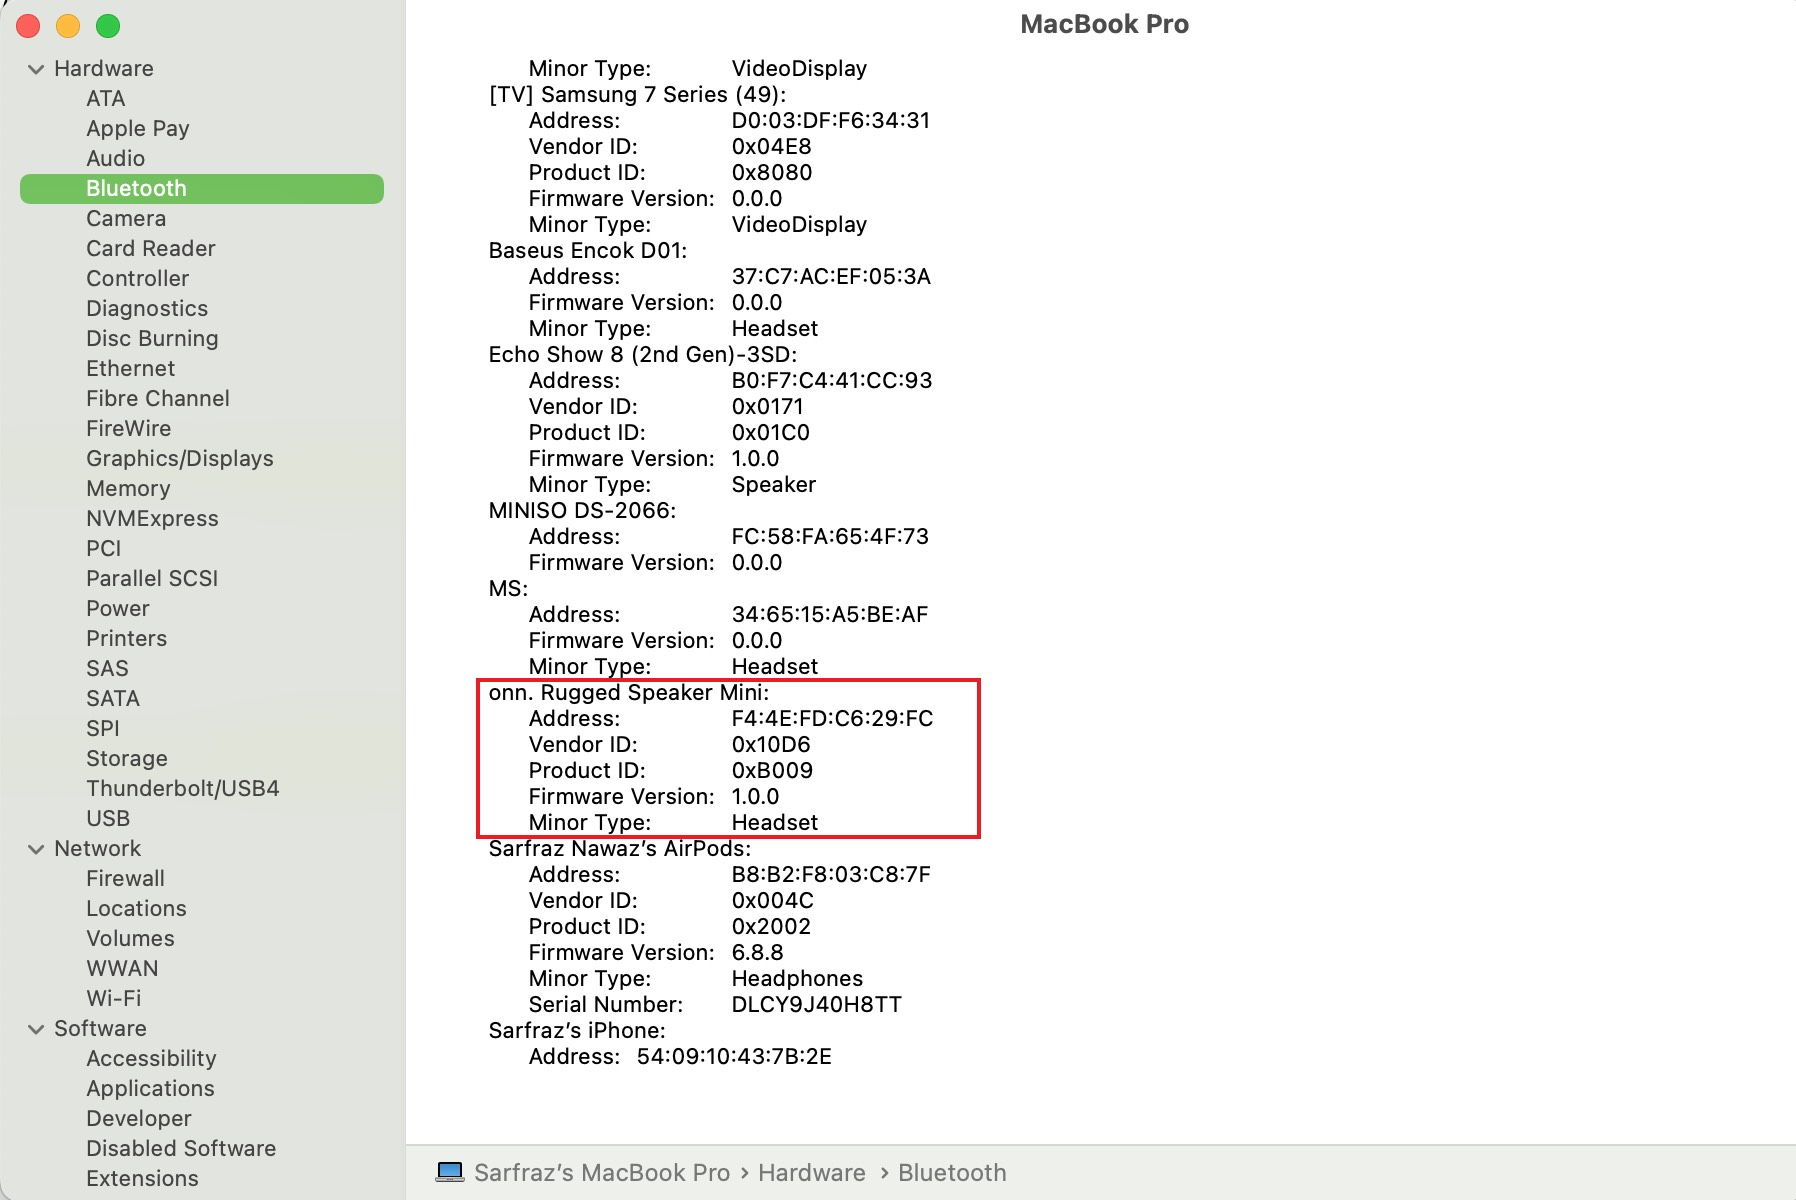 MacBook Pro
Hardware
ATA
Apple Pay
Audio
Bluetooth
Camera
Card Reader
Controller
Diagnostics
Disc Burning
Ethernet
Fibre Channel
FireWire
Graphics/Displays
Memory
NVMExpress
PCI
Parallel SCSI
Power
Printers
SAS
SATA
SPI
Storage
Thunderbolt/USB4
USB
Network
Firewall
Locations
Volumes
WWAN
Wi-Fi
Software
Accessibility
Applications
Developer
Disabled Software
Extensions
Minor Type: VideoDisplay
[TV] Samsung 7 Series (49):
Address: D0:03:DF:F6:34:31
Vendor ID: 0x04E8
Product ID: 0x8080
Firmware Version: 0.0.0
Minor Type: VideoDisplay
Baseus Encok D01:
Address: 37:C7:AC:EF:05:3A
Firmware Version: 0.0.0
Minor Type: Headset
Echo Show 8 (2nd Gen)-3SD:
Address: B0:F7:C4:41:CC:93
Vendor ID: 0x0171
Product ID: 0x01C0
Firmware Version: 1.0.0
Minor Type: Speaker
MINISO DS-2066:
Address: FC:58:FA:65:4F:73
Firmware Version: 0.0.0
MS:
Address: 34:65:15:A5:BE:AF
Firmware Version: 0.0.0
Minor Type: Headset
onn. Rugged Speaker Mini:
Address: F4:4E:FD:C6:29:FC
Vendor ID: 0x10D6
Product ID: 0xB009
Firmware Version: 1.0.0
Minor Type: Headset
Sarfraz Nawaz’s AirPods:
Address: B8:B2:F8:03:C8:7F
Vendor ID: 0x004C
Product ID: 0x2002
Firmware Version: 6.8.8
Minor Type: Headphones
Serial Number: DLCY9J40H8TT
Sarfraz’s iPhone:
Address: 54:09:10:43:7B:2E
Sarfraz’s MacBook Pro › Hardware › Bluetooth